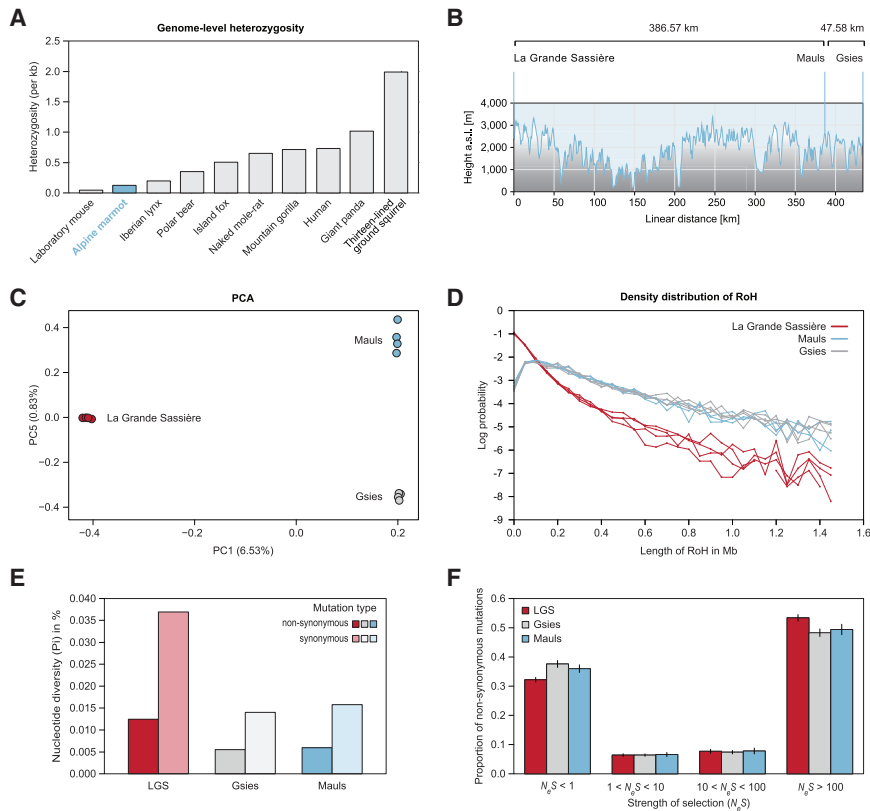 A
Genome-level heterozygosity
Heterozygosity (per kb)
2.5
2.0
1.5
1.0
0.5
0.0
Laboratory mouse
Alpine marmot
Iberian lynx
Polar bear
Island fox
Naked mole-rat
Mountain gorilla
Human
Giant panda
Thirteen-lined
ground squirrel
B
386.57 km
47.58 km
La Grande Sassière
Mauls
Gsies
Height a.s.l. [m]
4,000
3,000
2,000
1,000
0
0 50 100 150 200 250 300 350 400
Linear distance [km]
C
PCA
PC5 (0.83%)
0.4
0.2
0.0
−0.2
−0.4
Mauls
La Grande Sassière
Gsies
−0.4 −0.2 0.0 0.2
PC1 (6.53%)
D
Density distribution of RoH
Log probability
0
-1
-2
-3
-4
-5
-6
-7
-8
-9
La Grande Sassière
Mauls
Gsies
0.0 0.2 0.4 0.6 0.8 1.0 1.2 1.4 1.6
Length of RoH in Mb
E
Nucleotide diversity (Pi) in %
0.040
0.035
0.030
0.025
0.020
0.015
0.010
0.005
0.000
Mutation type
non-synonymous
synonymous
LGS Gsies Mauls
F
Proportion of non-synonymous mutations
0.6
0.5
0.4
0.3
0.2
0.1
0.0
LGS
Gsies
Mauls
NeS < 1 1 < NeS < 10 10 < NeS < 100 NeS > 100
Strength of selection (NeS)